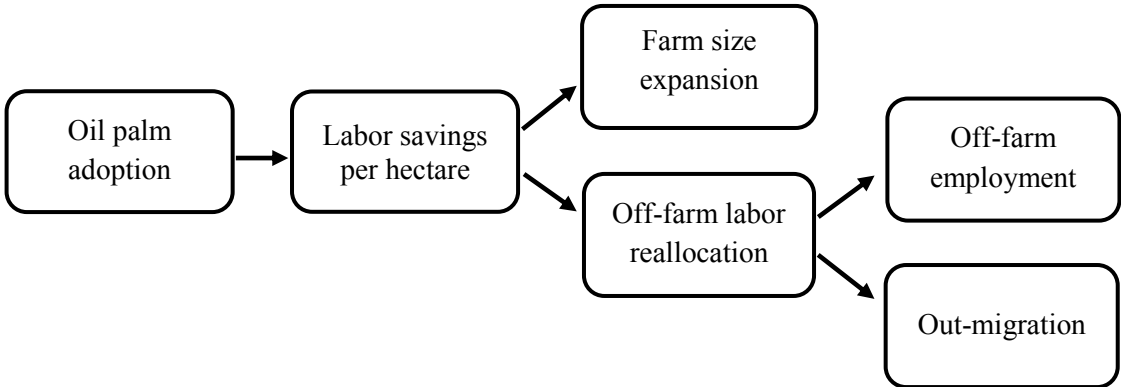 Oil palm
adoption
Labor savings
per hectare
Farm size
expansion
Off-farm labor
reallocation
Off-farm
employment
Out-migration